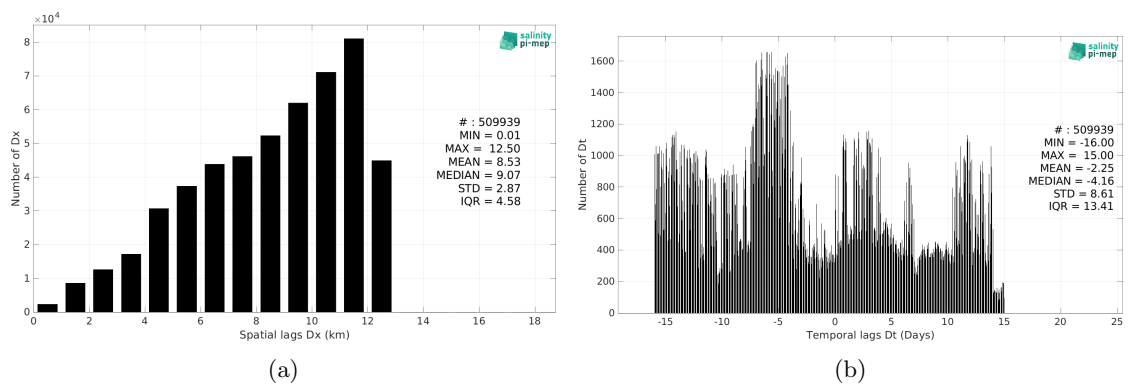 ×10⁴
8
7
6
5
4
3
2
1
0
Number of Dx
0 2 4 6 8 10 12 14 16 18
Spatial lags Dx (km)
salinity
pi-mep
# : 509939
MIN = 0.01
MAX = 12.50
MEAN = 8.53
MEDIAN = 9.07
STD = 2.87
IQR = 4.58
(a)
1600
1400
1200
1000
800
600
400
200
0
Number of Dt
-15 -10 -5 0 5 10 15 20 25
Temporal lags Dt (Days)
salinity
pi-mep
# : 509939
MIN = -16.00
MAX = 15.00
MEAN = -2.25
MEDIAN = -4.16
STD = 8.61
IQR = 13.41
(b)